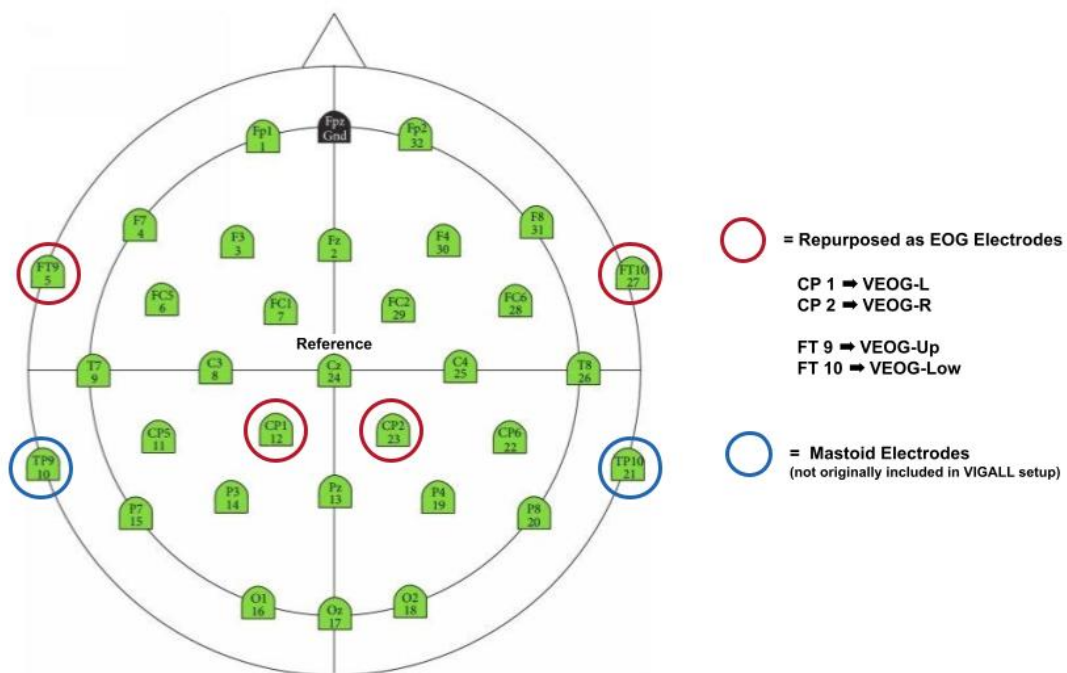 Fpz
Gnd
Fp1
1
Fp2
32
F7
4
F8
31
F3
3
Fz
2
F4
30
FT9
5
FT10
27
FC5
6
FC1
7
FC2
29
FC6
28
Reference
T7
9
C3
8
Cz
24
C4
25
T8
26
CP5
11
CP1
12
CP2
23
CP6
22
TP9
10
TP10
21
P7
15
P3
14
Pz
13
P4
19
P8
20
O1
16
Oz
17
O2
18
= Repurposed as EOG Electrodes
CP 1 ➡ VEOG-L
CP 2 ➡ VEOG-R
FT 9 ➡ VEOG-Up
FT 10 ➡ VEOG-Low
= Mastoid Electrodes
(not originally included in VIGALL setup)